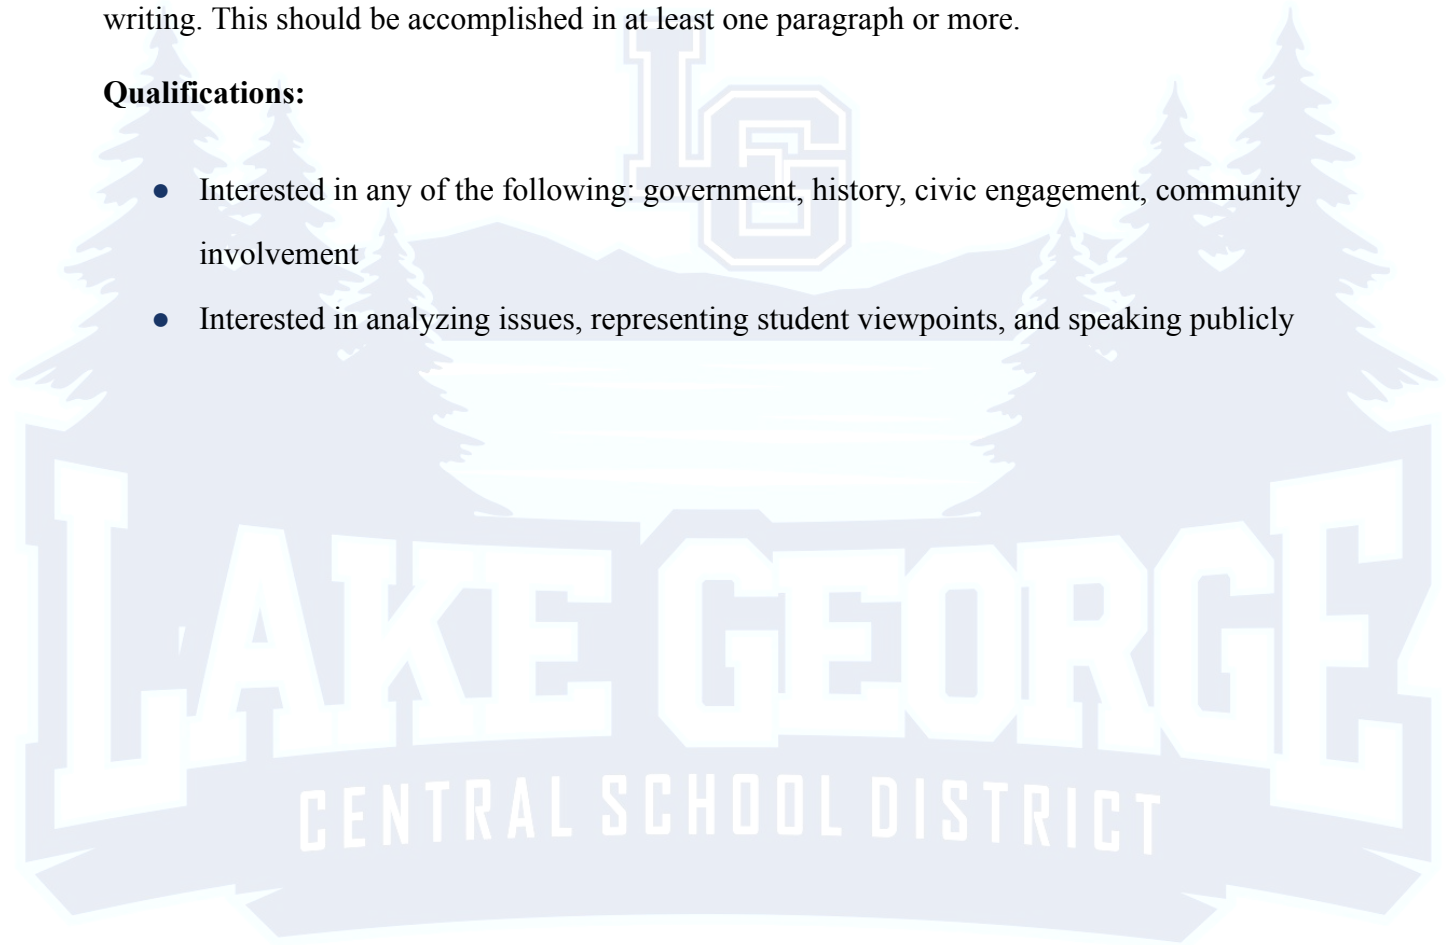 writing. This should be accomplished in at least one paragraph or more.
Qualifications:
● Interested in any of the following: government, history, civic engagement, community
involvement
● Interested in analyzing issues, representing student viewpoints, and speaking publicly
LG
LAKE GEORGE
CENTRAL SCHOOL DISTRICT